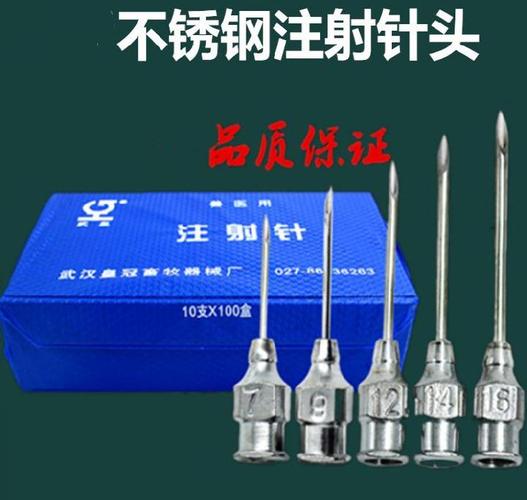 不锈钢注射针头
品质保证
兽医用
注射针
武汉皇冠畜牧器械厂
10支X100盒
7 9 12 14 16